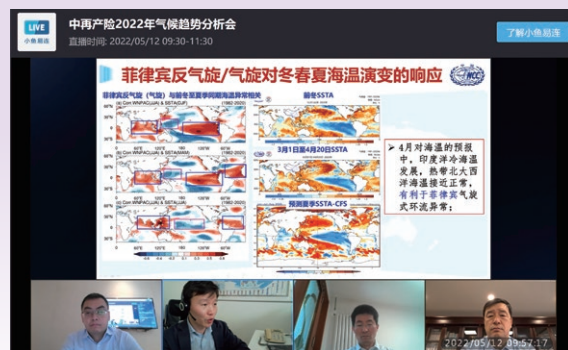 LIVE
小鱼易连
中再产险2022年气候趋势分析会
直播时间: 2022/05/12 09:30-11:30
了解小鱼易连
菲律宾反气旋/气旋对冬春夏海温演变的响应
NCC
菲律宾反气旋（气旋）与前冬至夏季同期海温异常相关
前冬SSTA
3月1日至4月20日SSTA
预测夏季SSTA-CFS
➢ 4月对海温的预报
中，印度洋冷海温
发展，热带北大西
洋海温接近正常，
有利于菲律宾气旋
式环流异常；
2022/05/12 09:57:17